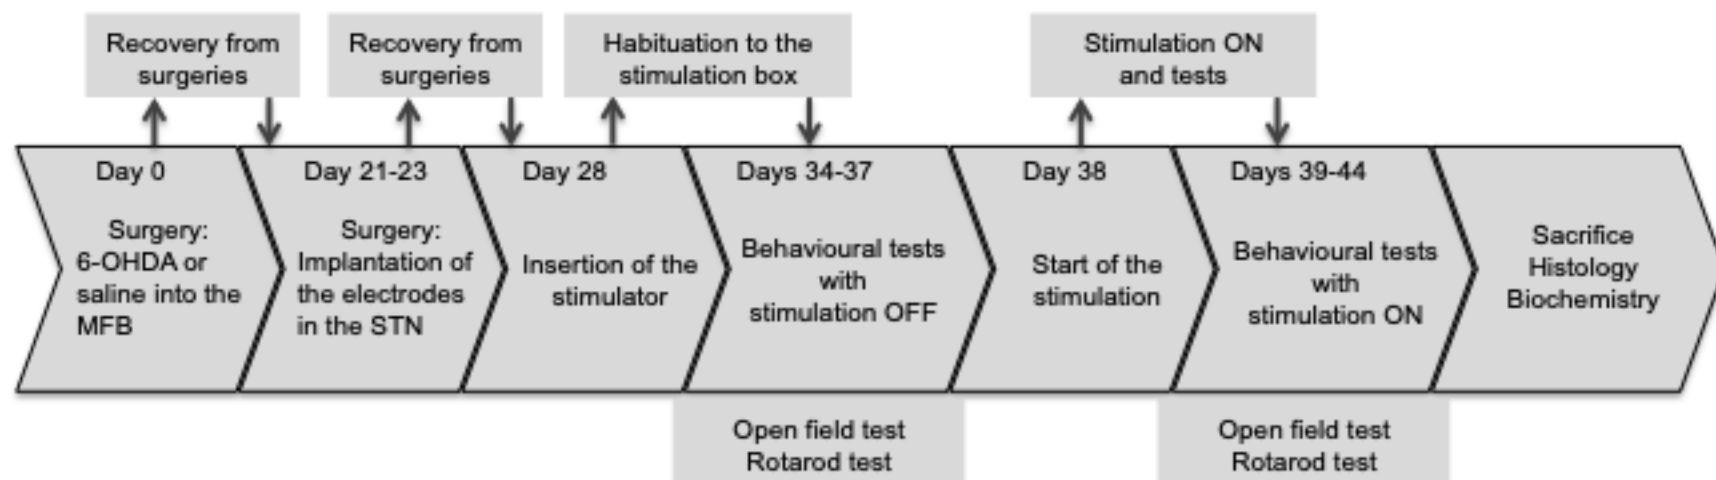 Recovery from
surgeries
Recovery from
surgeries
Habituation to the
stimulation box
Stimulation ON
and tests
Day 0
Surgery:
6-OHDA or
saline into the
MFB
Day 21-23
Surgery:
Implantation of
the electrodes
in the STN
Day 28
Insertion of the
stimulator
Days 34-37
Behavioural tests
with
stimulation OFF
Day 38
Start of the
stimulation
Days 39-44
Behavioural tests
with
stimulation ON
Sacrifice
Histology
Biochemistry
Open field test
Rotarod test
Open field test
Rotarod test